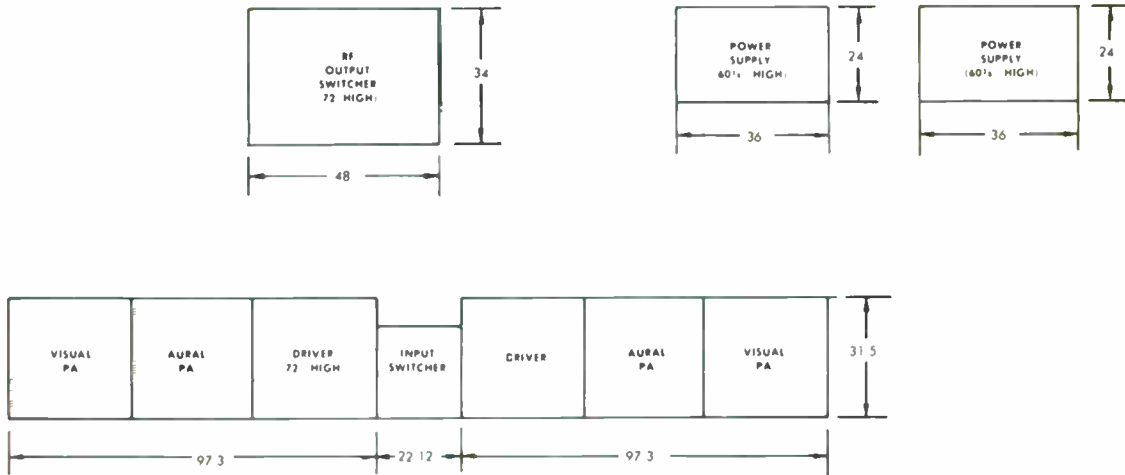 RF
OUTPUT
SWITCHER
72 HIGH)
34
48
POWER
SUPPLY
60¼ HIGH)
24
36
POWER
SUPPLY
(60¼ HIGH)
24
36
VISUAL
PA
AURAL
PA
DRIVER
72 HIGH
INPUT
SWITCHER
DRIVER
AURAL
PA
VISUAL
PA
31 5
97 3
22 12
97 3